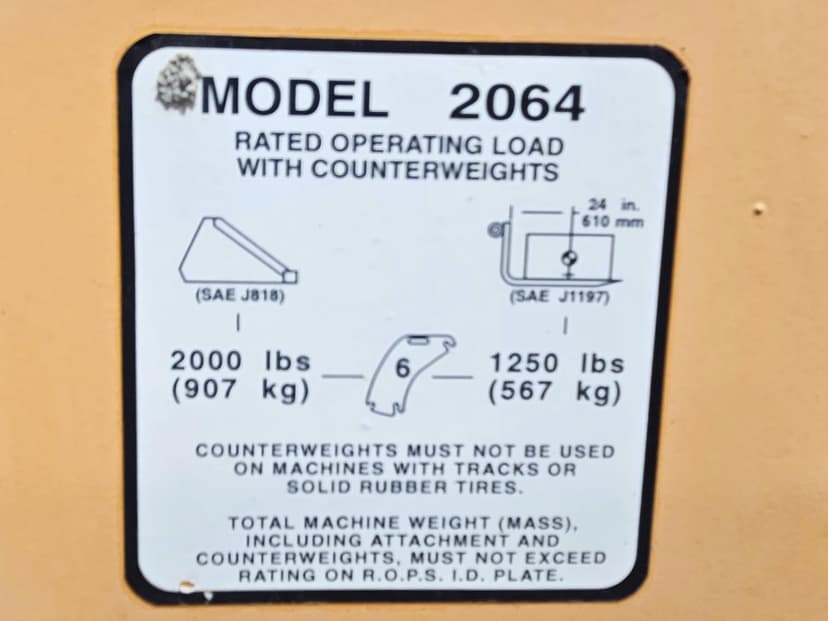 MODEL 2064
RATED OPERATING LOAD
WITH COUNTERWEIGHTS
24 in.
610 mm
(SAE J818)
(SAE J1197)
2000 lbs
(907 kg)
6
1250 lbs
(567 kg)
COUNTERWEIGHTS MUST NOT BE USED
ON MACHINES WITH TRACKS OR
SOLID RUBBER TIRES.
TOTAL MACHINE WEIGHT (MASS),
INCLUDING ATTACHMENT AND
COUNTERWEIGHTS, MUST NOT EXCEED
RATING ON R.O.P.S. I.D. PLATE.